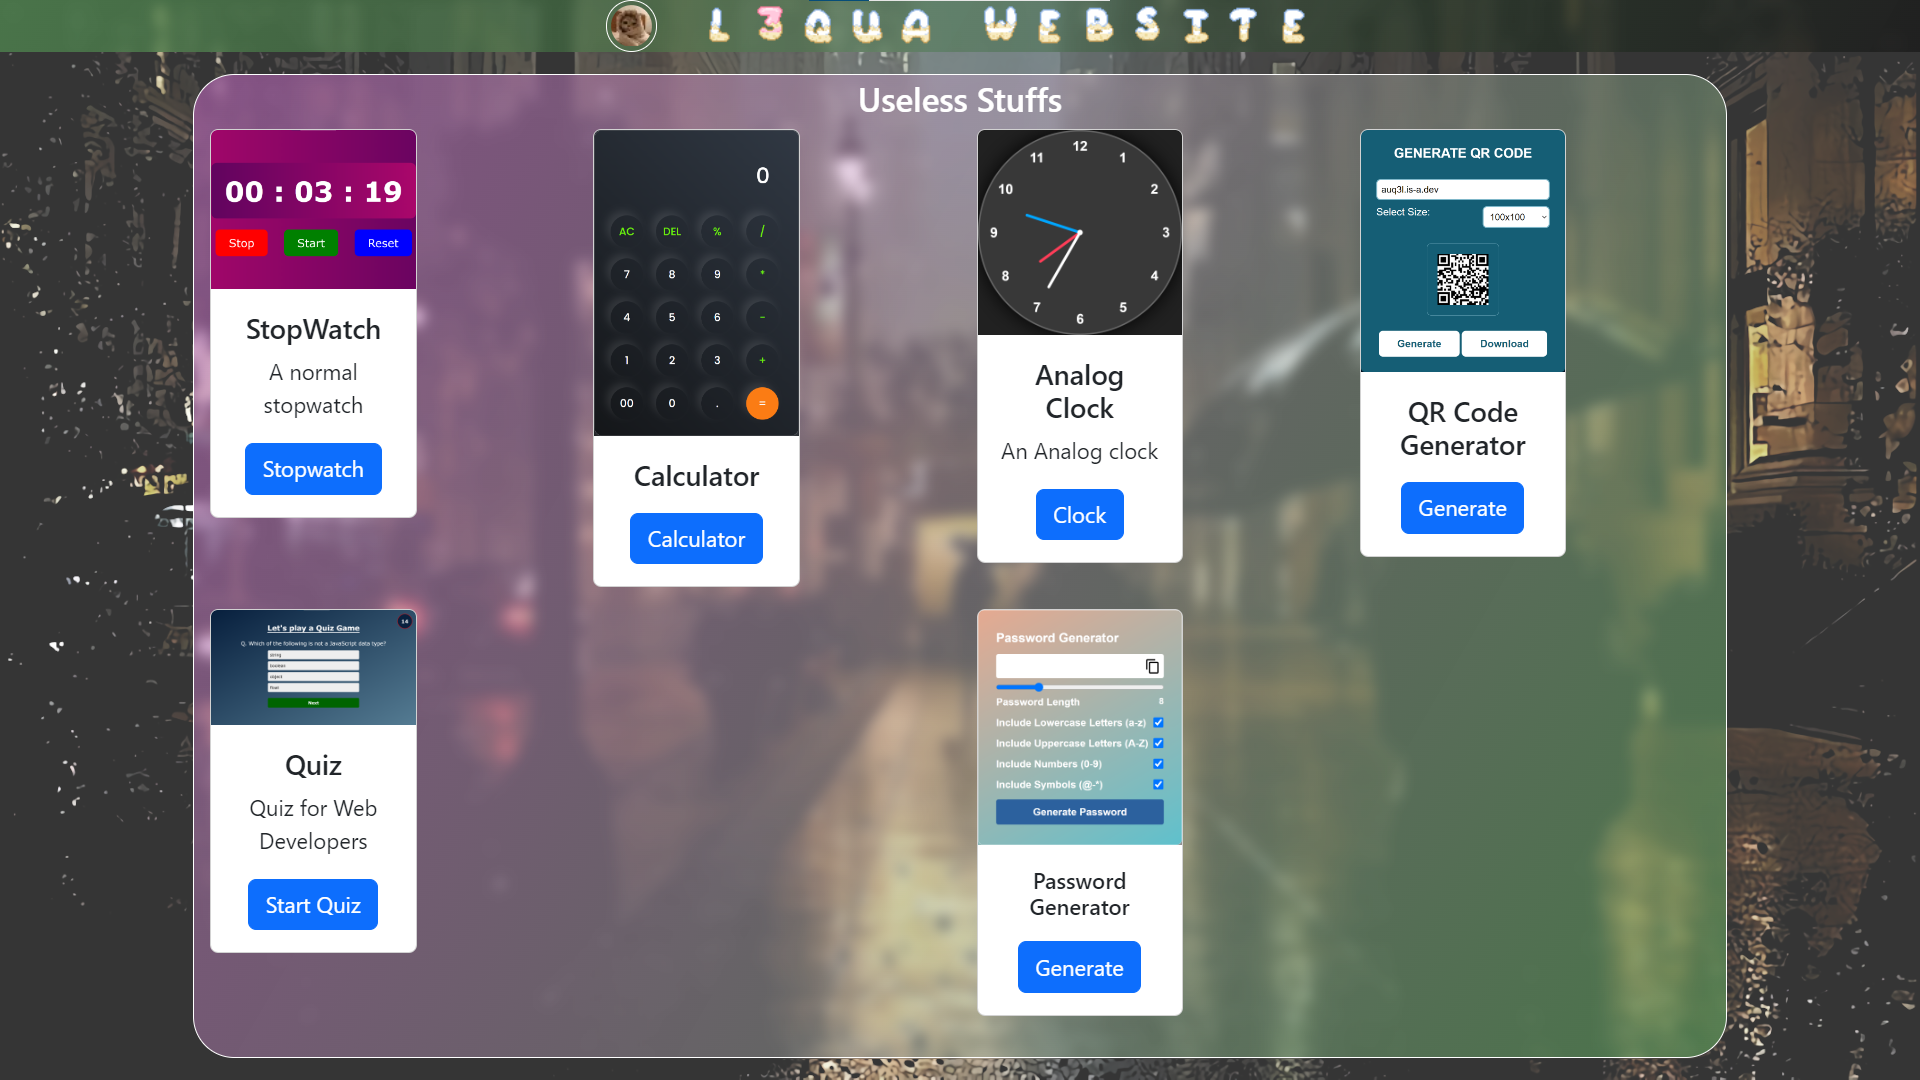 L3QUA WEBSITE
Useless Stuffs
00 : 03 : 19
Stop Start Reset
StopWatch
A normal
stopwatch
Stopwatch
0
AC DEL % /
7 8 9 *
4 5 6 -
1 2 3 +
00 0 . =
Calculator
Calculator
12
11 1
10 2
9 3
8 4
7 5
6
Analog
Clock
An Analog clock
Clock
GENERATE QR CODE
auq3l.is-a.dev
Select Size: 100x100
Generate Download
QR Code
Generator
Generate
14
Let's play a Quiz Game
Q. Which of the following is not a JavaScript data type?
string
boolean
object
float
Next
Quiz
Quiz for Web
Developers
Start Quiz
Password Generator
Password Length 8
Include Lowercase Letters (a-z)
Include Uppercase Letters (A-Z)
Include Numbers (0-9)
Include Symbols (@-*)
Generate Password
Password
Generator
Generate